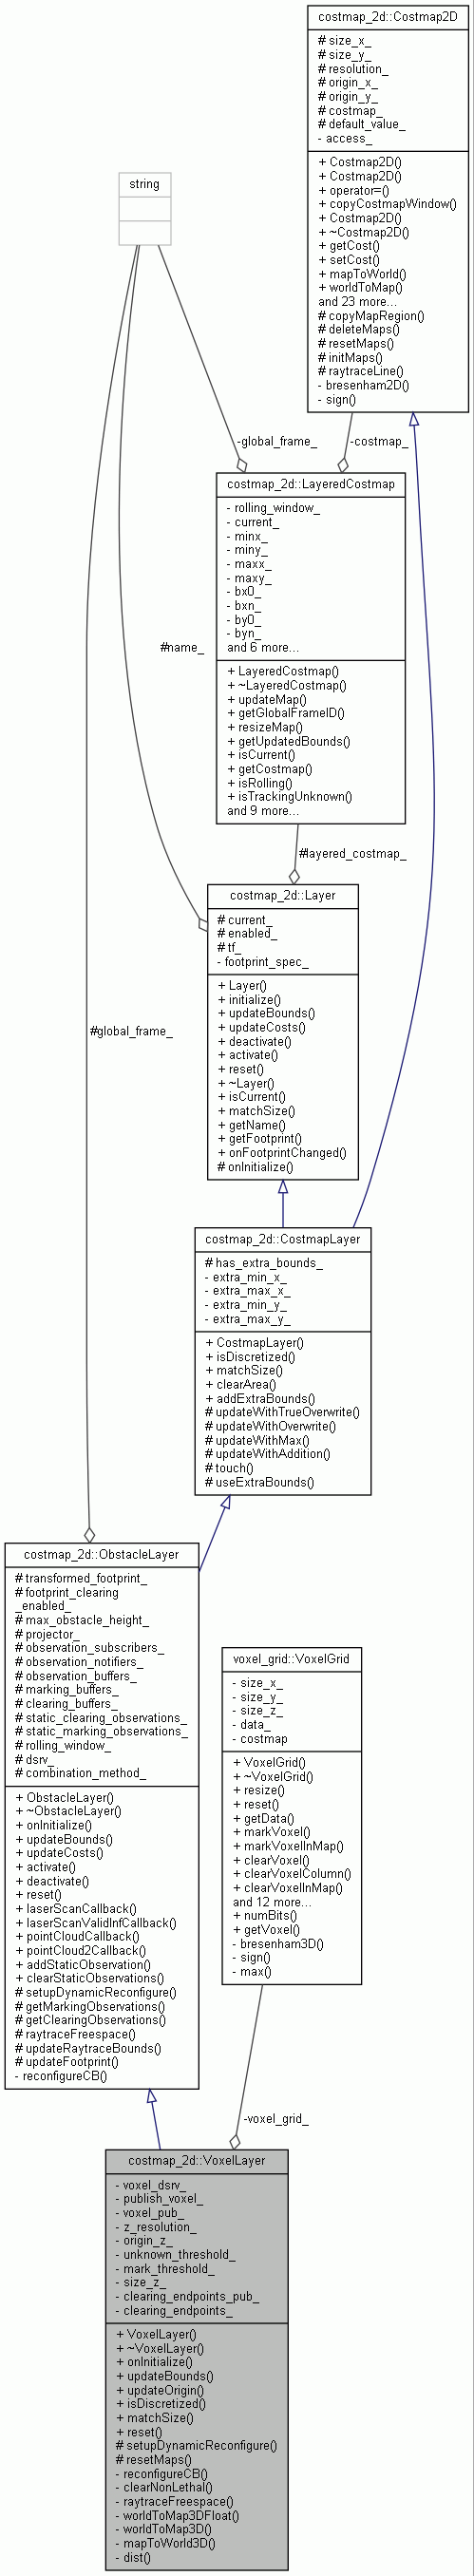 costmap_2d::Costmap2D
# size_x_
# size_y_
# resolution_
# origin_x_
# origin_y_
# costmap_
# default_value_
- access_
+ Costmap2D()
+ Costmap2D()
+ operator=()
+ copyCostmapWindow()
+ Costmap2D()
+ ~Costmap2D()
+ getCost()
+ setCost()
+ mapToWorld()
+ worldToMap()
and 23 more...
# copyMapRegion()
# deleteMaps()
# resetMaps()
# initMaps()
# raytraceLine()
- bresenham2D()
- sign()
string
-global_frame_
-costmap_
costmap_2d::LayeredCostmap
- rolling_window_
- current_
- minx_
- miny_
- maxx_
- maxy_
- bx0_
- bxn_
- by0_
- byn_
and 6 more...
+ LayeredCostmap()
+ ~LayeredCostmap()
+ updateMap()
+ getGlobalFrameID()
+ resizeMap()
+ getUpdatedBounds()
+ isCurrent()
+ getCostmap()
+ isRolling()
+ isTrackingUnknown()
and 9 more...
#name_
#layered_costmap_
costmap_2d::Layer
# current_
# enabled_
# tf_
- footprint_spec_
+ Layer()
+ initialize()
+ updateBounds()
+ updateCosts()
+ deactivate()
+ activate()
+ reset()
+ ~Layer()
+ isCurrent()
+ matchSize()
+ getName()
+ getFootprint()
+ onFootprintChanged()
# onInitialize()
#global_frame_
costmap_2d::CostmapLayer
# has_extra_bounds_
- extra_min_x_
- extra_max_x_
- extra_min_y_
- extra_max_y_
+ CostmapLayer()
+ isDiscretized()
+ matchSize()
+ clearArea()
+ addExtraBounds()
# updateWithTrueOverwrite()
# updateWithOverwrite()
# updateWithMax()
# updateWithAddition()
# touch()
# useExtraBounds()
costmap_2d::ObstacleLayer
# transformed_footprint_
# footprint_clearing
_enabled_
# max_obstacle_height_
# projector_
# observation_subscribers_
# observation_notifiers_
# observation_buffers_
# marking_buffers_
# clearing_buffers_
# static_clearing_observations_
# static_marking_observations_
# rolling_window_
# dsrv_
# combination_method_
+ ObstacleLayer()
+ ~ObstacleLayer()
+ onInitialize()
+ updateBounds()
+ updateCosts()
+ activate()
+ deactivate()
+ reset()
+ laserScanCallback()
+ laserScanValidInfCallback()
+ pointCloudCallback()
+ pointCloud2Callback()
+ addStaticObservation()
+ clearStaticObservations()
# setupDynamicReconfigure()
# getMarkingObservations()
# getClearingObservations()
# raytraceFreespace()
# updateRaytraceBounds()
# updateFootprint()
- reconfigureCB()
voxel_grid::VoxelGrid
- size_x_
- size_y_
- size_z_
- data_
- costmap
+ VoxelGrid()
+ ~VoxelGrid()
+ resize()
+ reset()
+ getData()
+ markVoxel()
+ markVoxelInMap()
+ clearVoxel()
+ clearVoxelColumn()
+ clearVoxelInMap()
and 12 more...
+ numBits()
+ getVoxel()
- bresenham3D()
- sign()
- max()
-voxel_grid_
costmap_2d::VoxelLayer
- voxel_dsrv_
- publish_voxel_
- voxel_pub_
- z_resolution_
- origin_z_
- unknown_threshold_
- mark_threshold_
- size_z_
- clearing_endpoints_pub_
- clearing_endpoints_
+ VoxelLayer()
+ ~VoxelLayer()
+ onInitialize()
+ updateBounds()
+ updateOrigin()
+ isDiscretized()
+ matchSize()
+ reset()
# setupDynamicReconfigure()
# resetMaps()
- reconfigureCB()
- clearNonLethal()
- raytraceFreespace()
- worldToMap3DFloat()
- worldToMap3D()
- mapToWorld3D()
- dist()